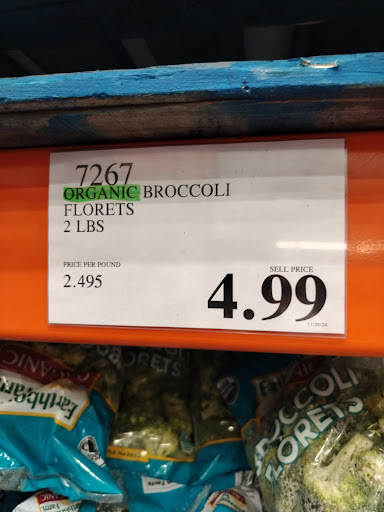 7267
ORGANIC BROCCOLI
FLORETS
2 LBS
PRICE PER POUND
2.495
SELL PRICE
4.99
ORGANIC
Earthbound
Farm
FLORETS
BROCCOLI
FLORETS